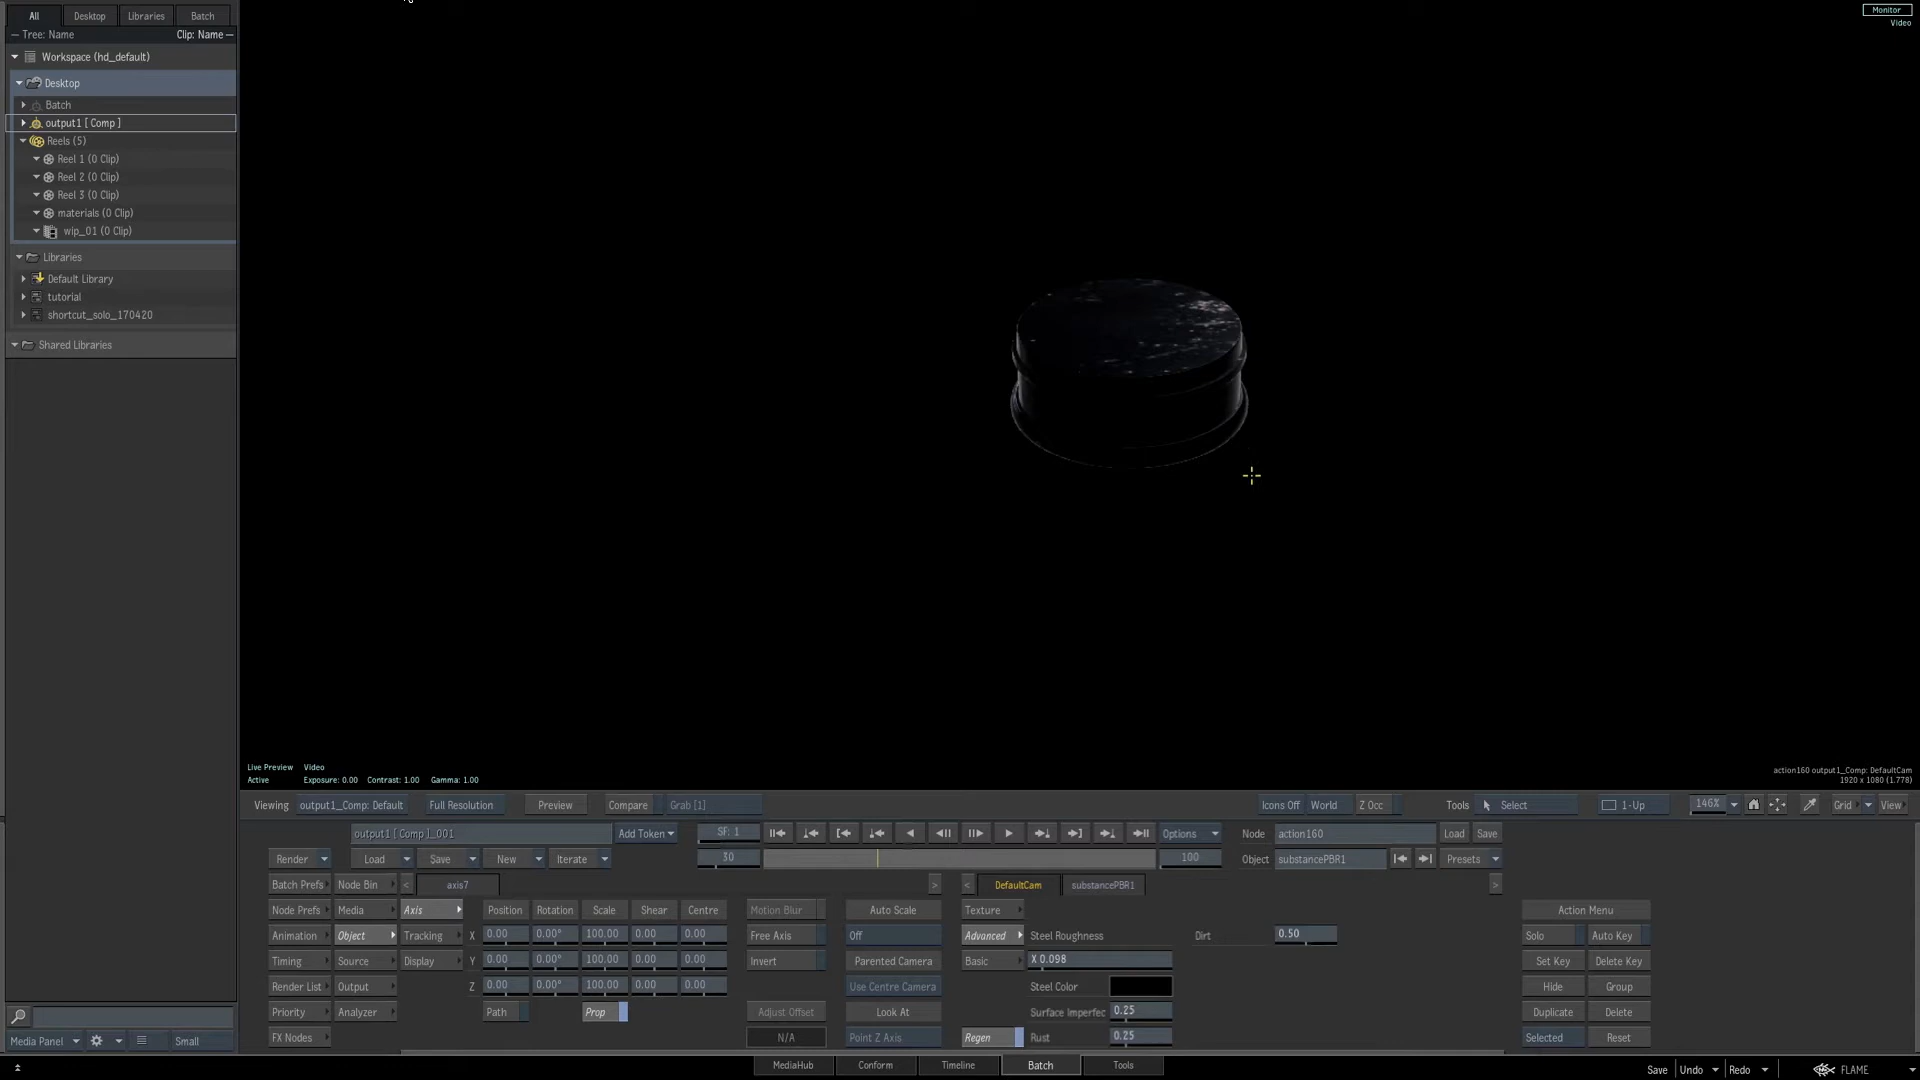 All Desktop Libraries Batch
Tree: Name Clip: Name
Workspace (hd_default)
Desktop
Batch
output1 [ Comp ]
Reels (5)
Reel 1 (0 Clip)
Reel 2 (0 Clip)
Reel 3 (0 Clip)
materials (0 Clip)
wip_01 (0 Clip)
Libraries
Default Library
tutorial
shortcut_solo_170420
Shared Libraries
Media Panel Small
Monitor
Video
Live Preview Video
Active Exposure: 0.00 Contrast: 1.00 Gamma: 1.00
action160 output1_Comp: DefaultCam
1920 x 1080 (1.778)
Viewing output1_Comp: Default Full Resolution Preview Compare Grab [1] Icons Off World Z Occ Tools Select 1-Up 146% Grid View
output1 [ Comp ]_001 Add Token SF: 1 Options Node action160 Load Save
Render Load Save New Iterate 30 100 Object substancePBR1 Presets
Batch Prefs Node Bin < axis7 > < DefaultCam substancePBR1 >
Node Prefs Media Axis Position Rotation Scale Shear Centre Motion Blur Auto Scale Texture Action Menu
Animation Object Tracking X 0.00 0.00° 100.00 0.00 0.00 Free Axis Off Advanced Steel Roughness Dirt 0.50 Solo Auto Key
Timing Source Display Y 0.00 0.00° 100.00 0.00 0.00 Invert Parented Camera Basic X 0.098 Set Key Delete Key
Render List Output Z 0.00 0.00° 100.00 0.00 0.00 Use Centre Camera Steel Color Hide Group
Priority Analyzer Path Prop Adjust Offset Look At Surface Imperfec 0.25 Duplicate Delete
FX Nodes N/A Point Z Axis Regen Rust 0.25 Selected Reset
MediaHub Conform Timeline Batch Tools Save Undo Redo FLAME